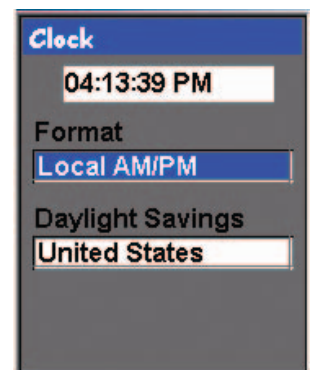 Clock
04:13:39 PM
Format
Local AM/PM
Daylight Savings
United States